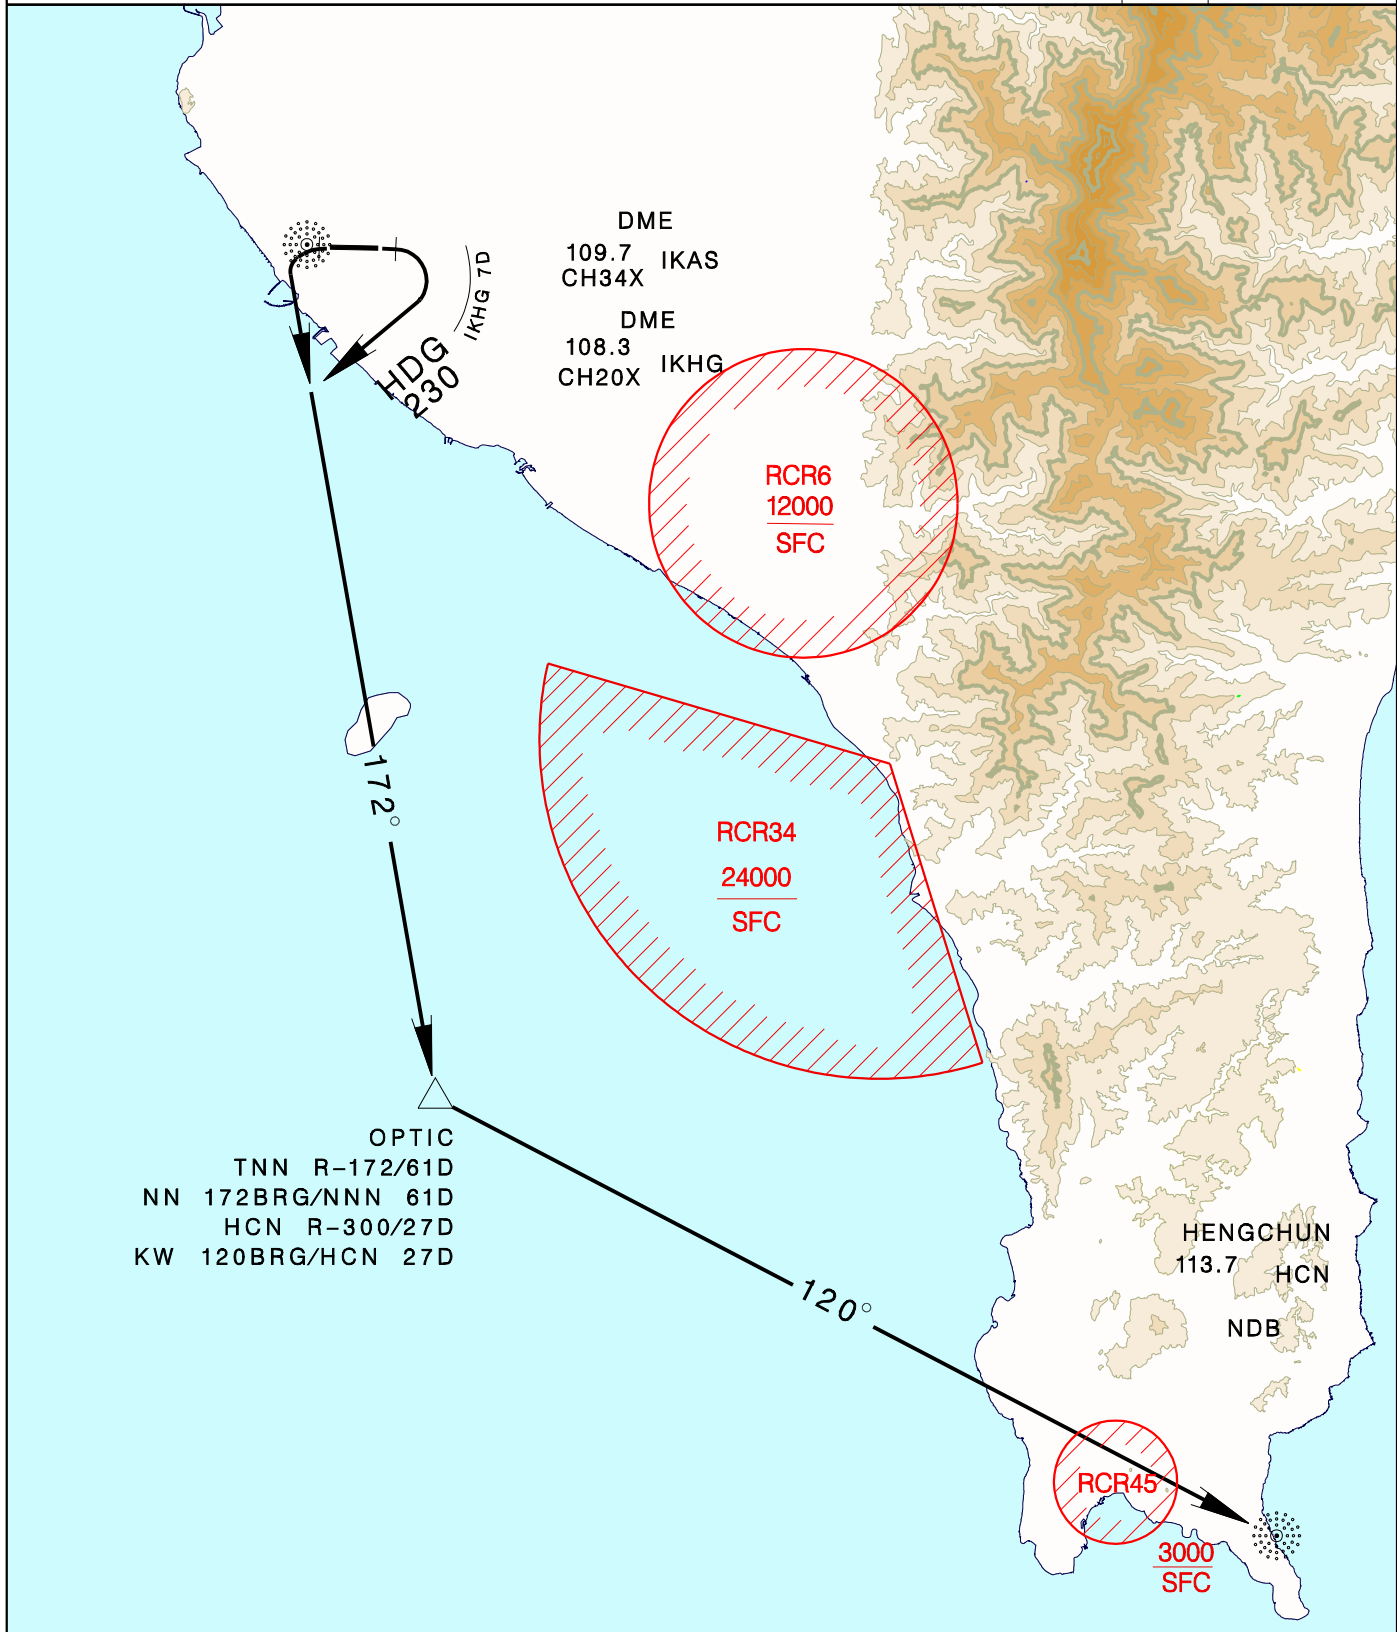 DME
109.7
CH34X
IKAS
DME
108.3
CH20X
IKHG
IKHG 7D
HDG
230
RCR6
12000
SFC
172°
RCR34
24000
SFC
OPTIC
TNN R-172/61D
NN 172BRG/NNN 61D
HCN R-300/27D
KW 120BRG/HCN 27D
HENGCHUN
113.7 HCN
NDB
120°
RCR45
3000
SFC